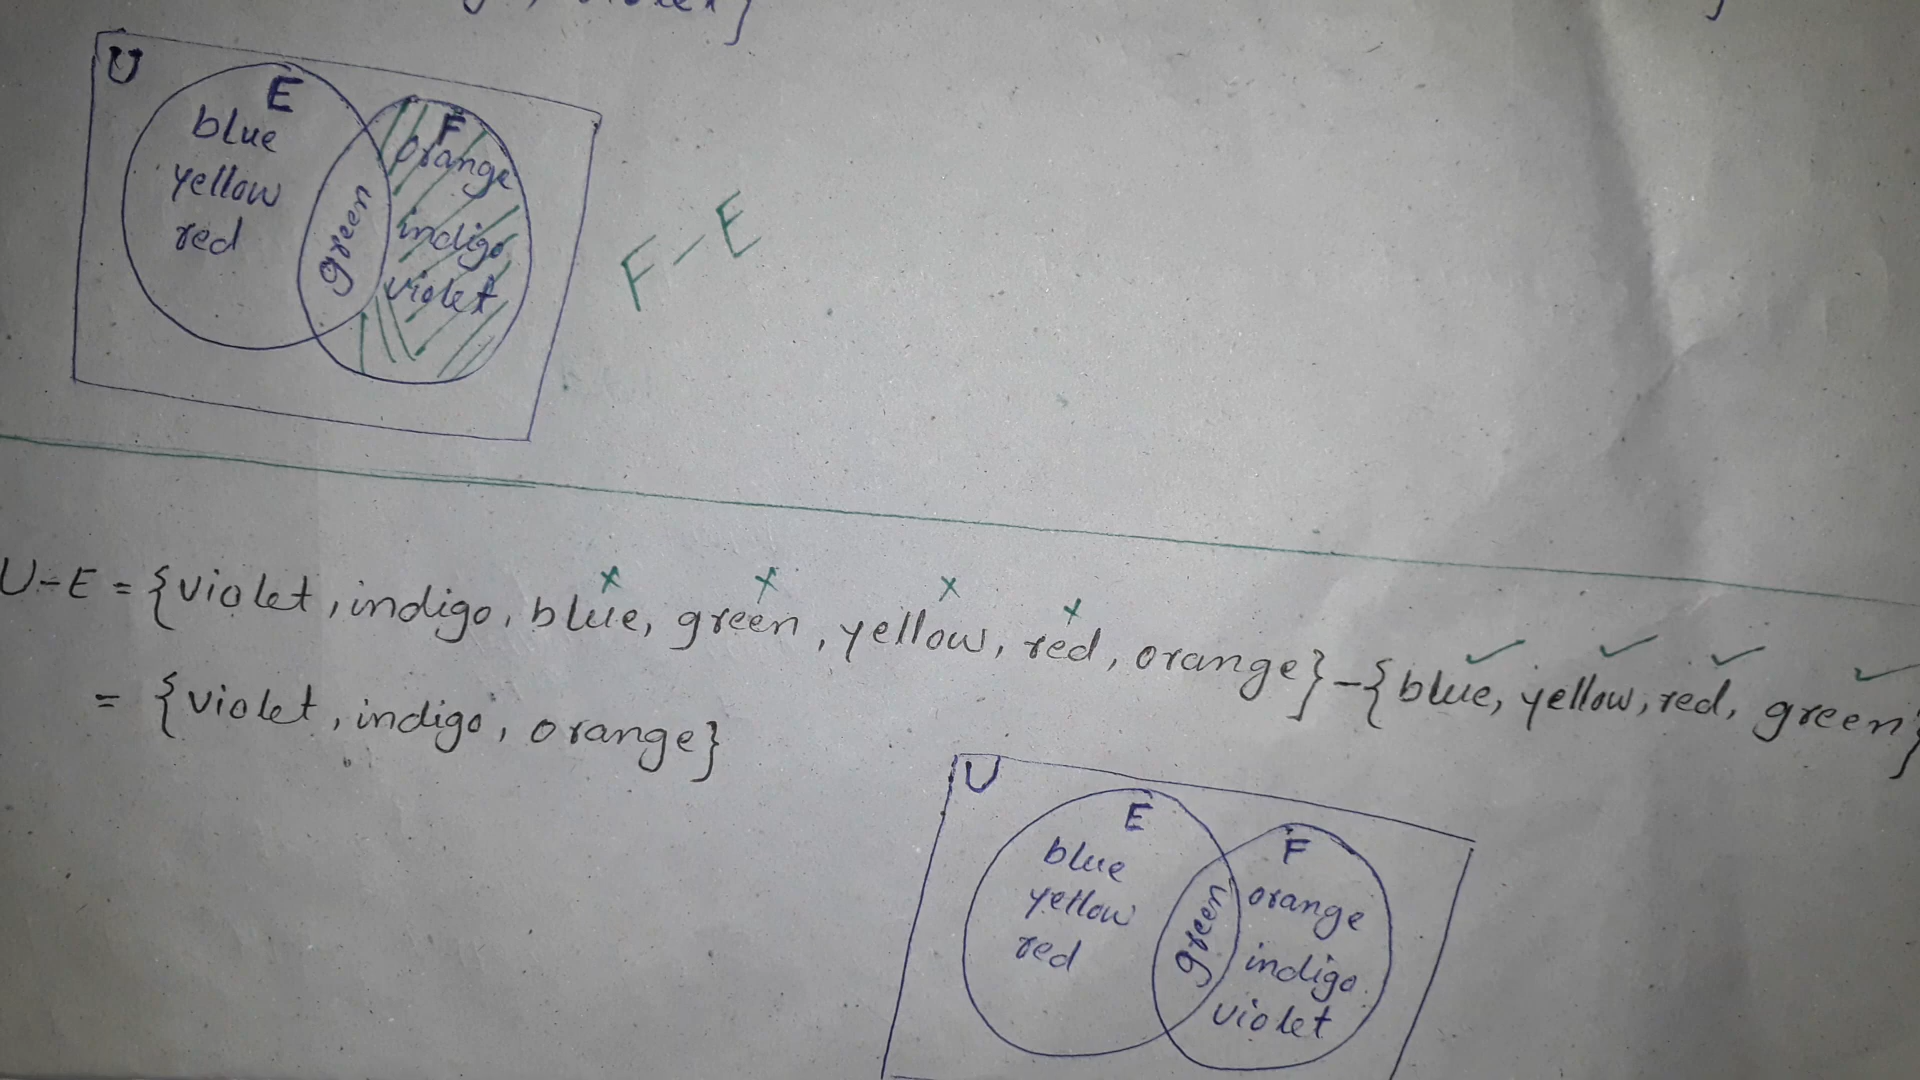 violet}
U
E
blue
yellow
red
green
F
orange
indigo
violet
F-E
U-E = {violet, indigo, blue, green, yellow, red, orange} - {blue, yellow, red, green}
= {violet, indigo, orange}
U
E
blue
yellow
red
green
F
orange
indigo
violet